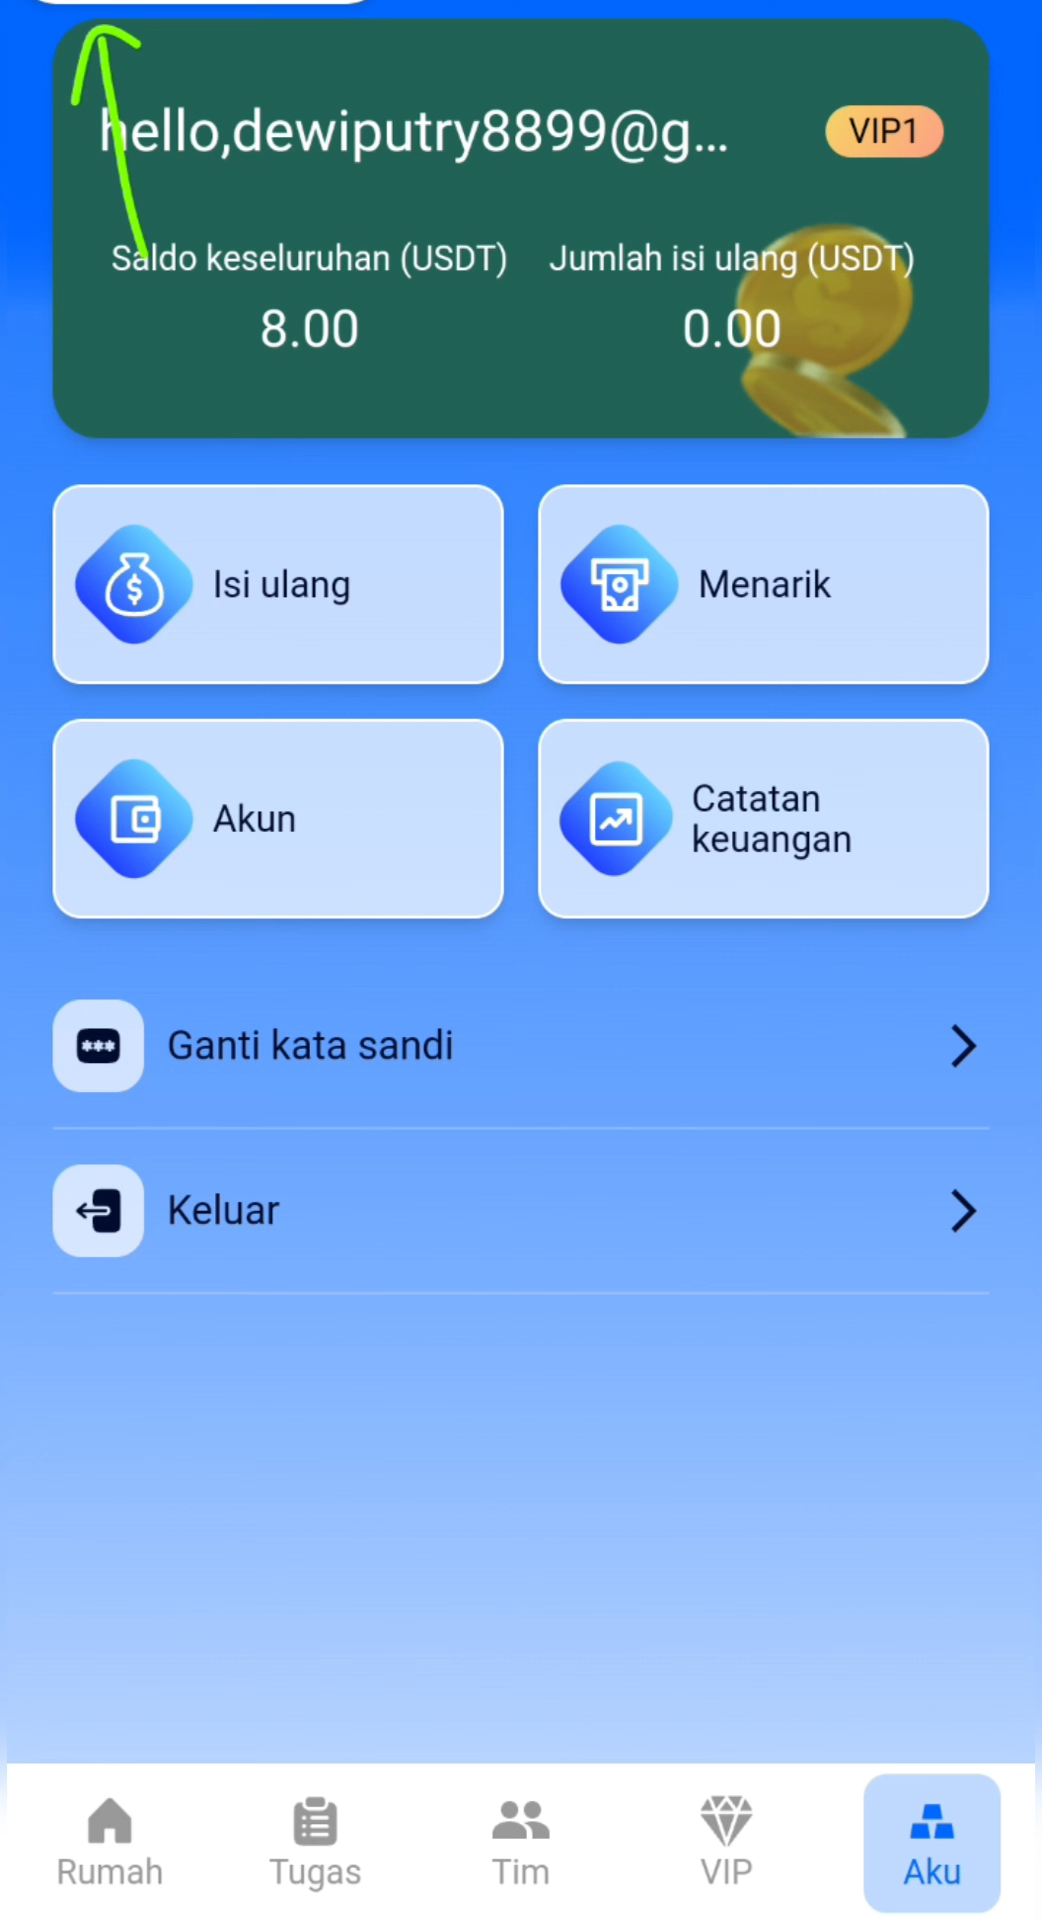 hello,dewiputry8899@g...
VIP1
Saldo keseluruhan (USDT)
8.00
Jumlah isi ulang (USDT)
0.00
Isi ulang
Menarik
Akun
Catatan
keuangan
Ganti kata sandi
Keluar
Rumah
Tugas
Tim
VIP
Aku